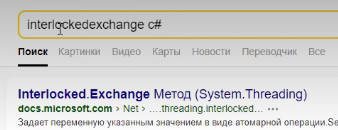 interlockedexchange c#
Поиск Картинки Видео Карты Новости Переводчик Все
Interlocked.Exchange Метод (System.Threading)
docs.microsoft.com › Net › ….threading.interlocked… ···
Задает переменную указанным значением в виде атомарной операции.Se